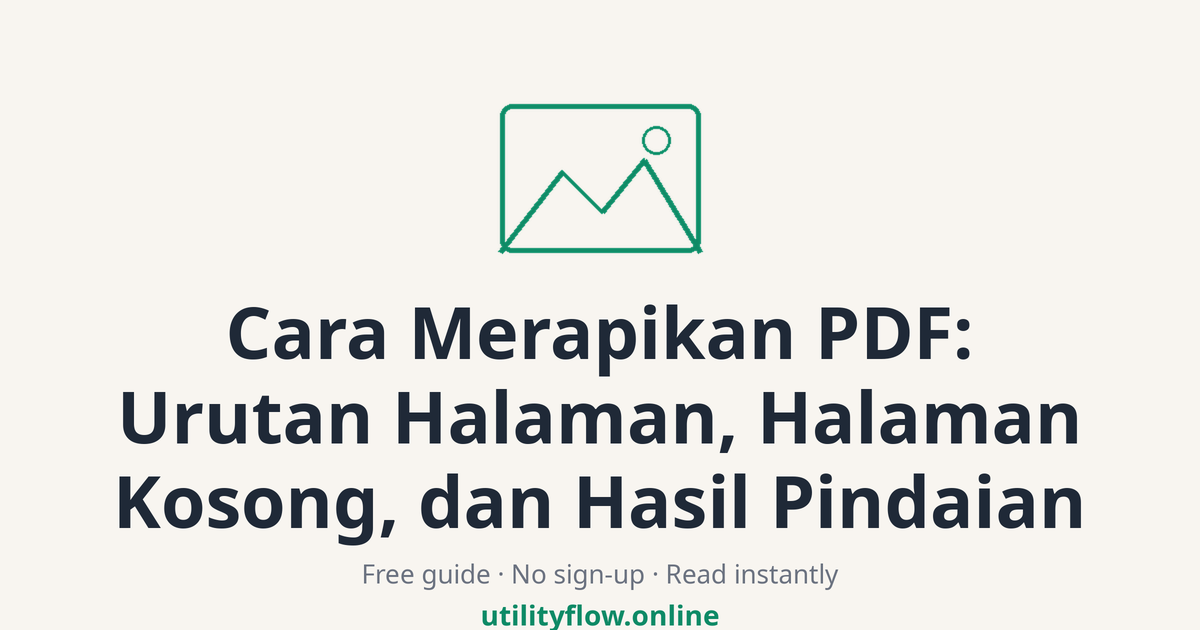 Cara Merapikan PDF:
Urutan Halaman, Halaman
Kosong, dan Hasil Pindaian
Free guide · No sign-up · Read instantly
utilityflow.online